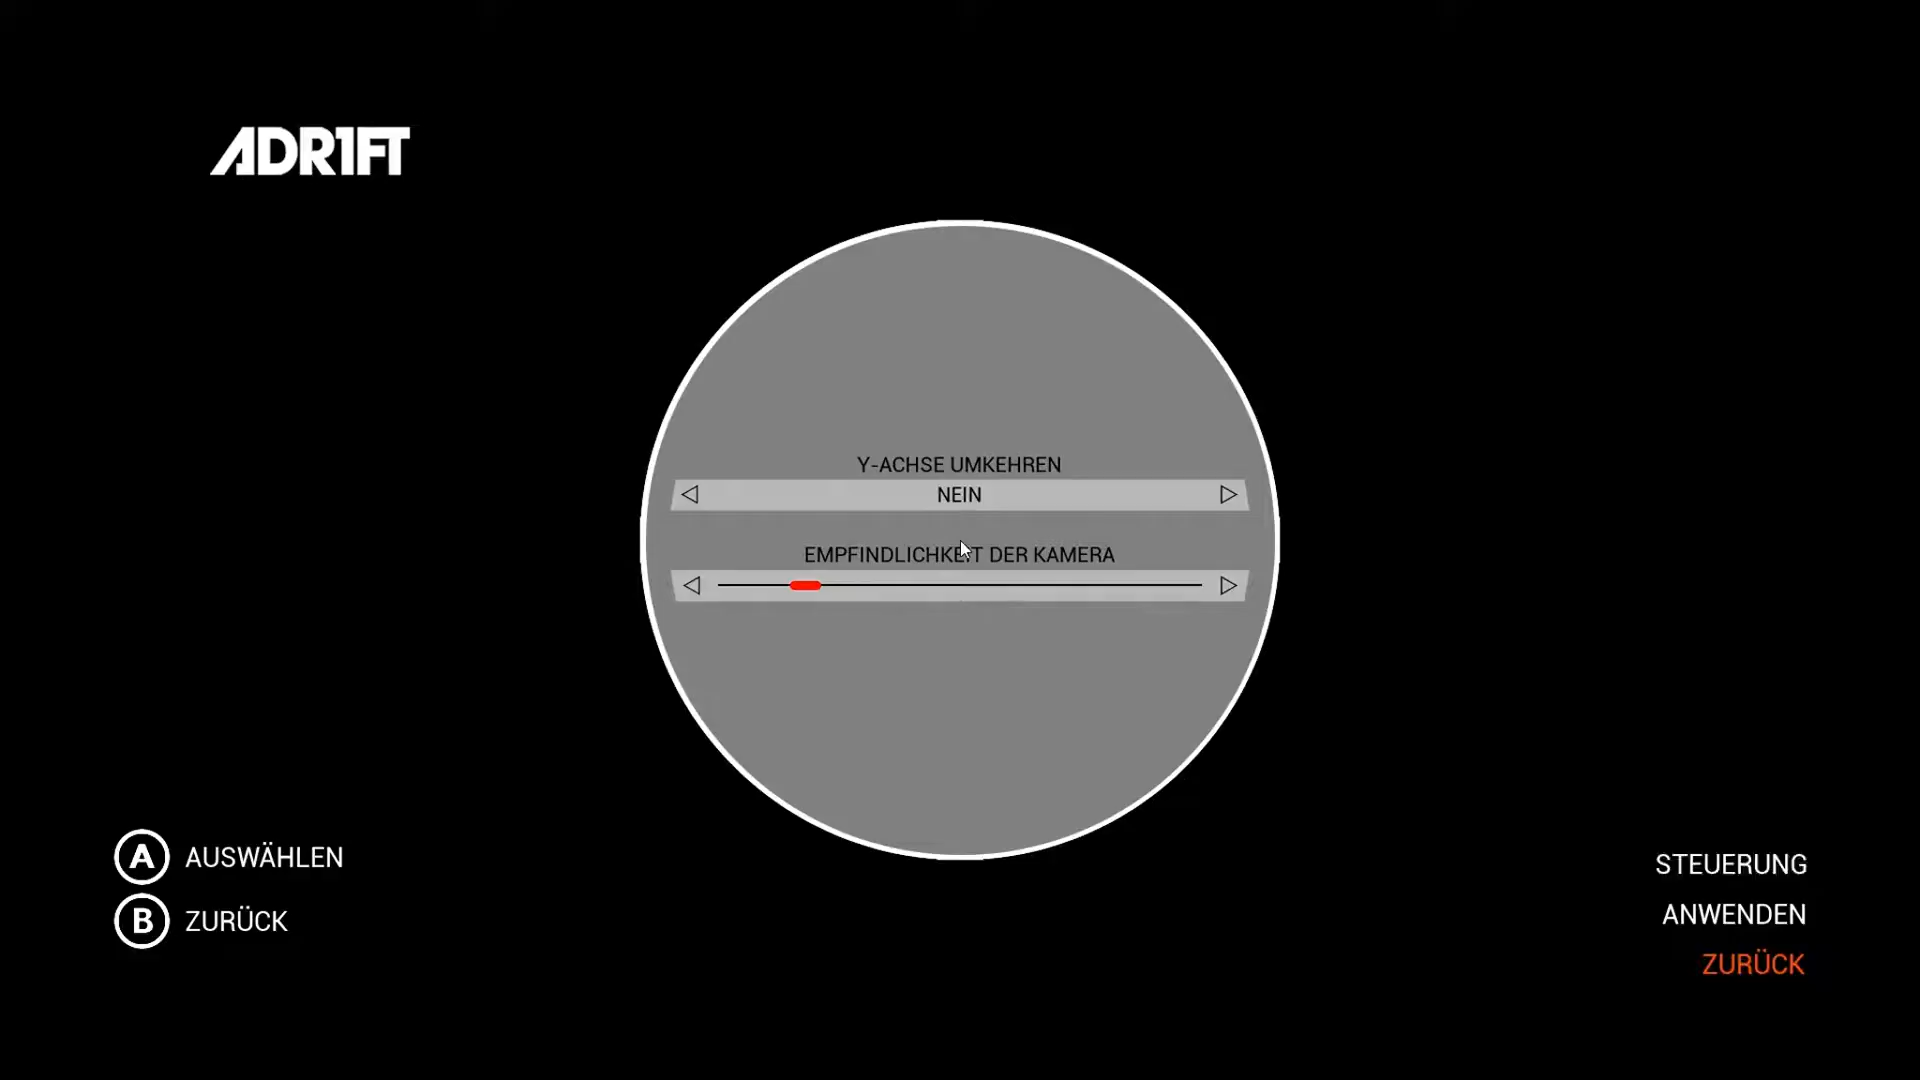 ADR1FT
Y-ACHSE UMKEHREN
NEIN
EMPFINDLICHKEIT DER KAMERA
A AUSWÄHLEN
B ZURÜCK
STEUERUNG
ANWENDEN
ZURÜCK